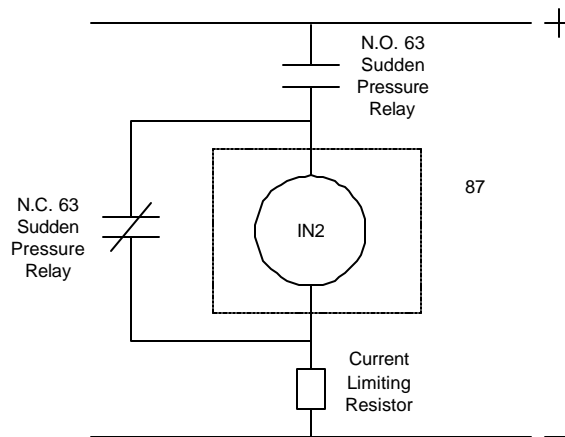 N.O. 63
Sudden
Pressure
Relay
87
N.C. 63
Sudden
Pressure
Relay
IN2
Current
Limiting
Resistor